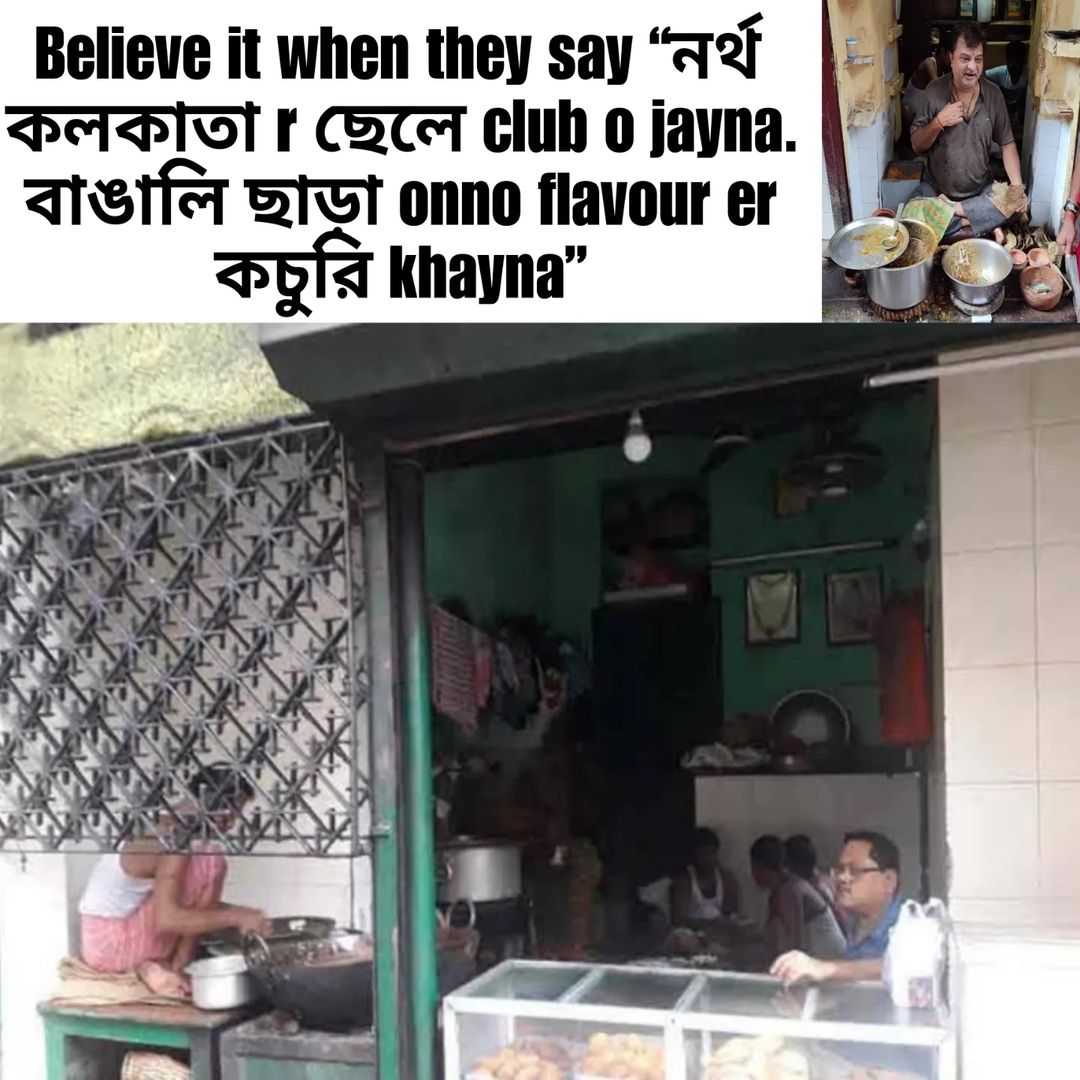 Believe it when they say “নর্থ
কলকাতা r ছেলে club o jayna.
বাঙালি ছাড়া onno flavour er
কচুরি khayna”